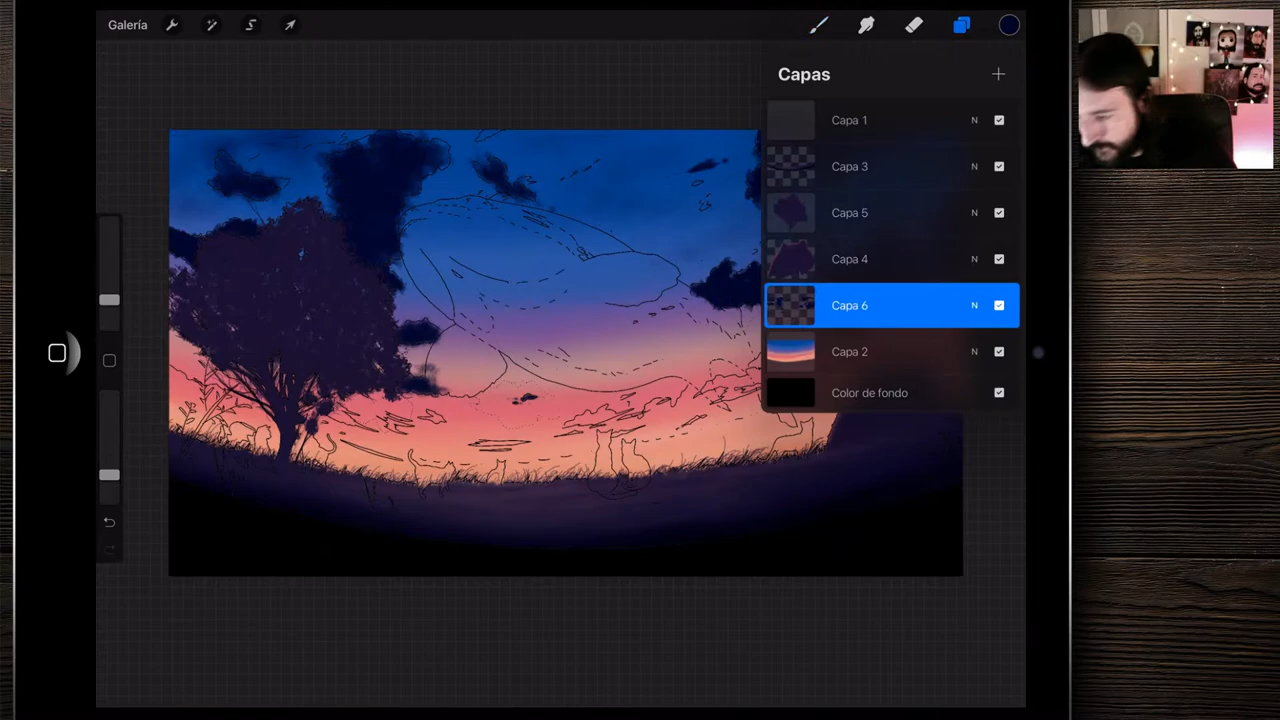 Galería
Capas
Capa 1 N
Capa 3 N
Capa 5 N
Capa 4 N
Capa 6 N
Capa 2 N
Color de fondo